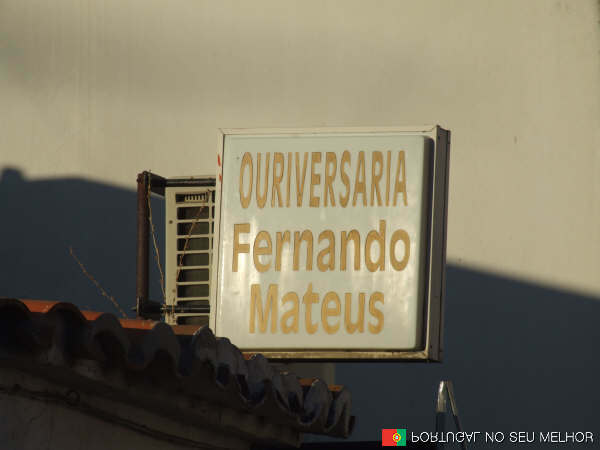 OURIVERSARIA
Fernando
Mateus
PORTUGAL NO SEU MELHOR